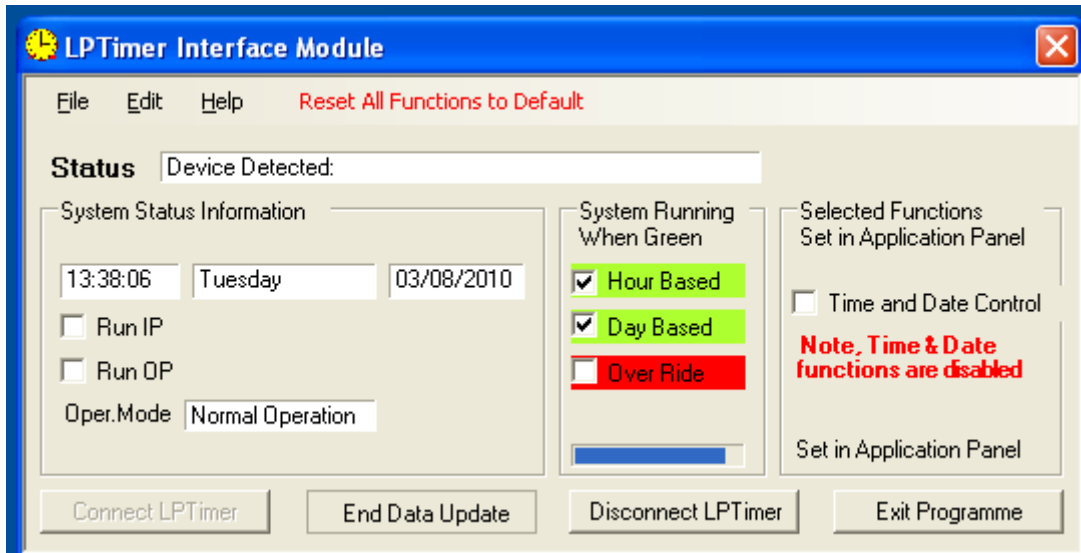 LPTimer Interface Module
File Edit Help Reset All Functions to Default
Status Device Detected:
System Status Information
13:38:06 Tuesday 03/08/2010
Run IP
Run OP
Oper.Mode Normal Operation
System Running
When Green
Hour Based
Day Based
Over Ride
Selected Functions
Set in Application Panel
Time and Date Control
Note, Time & Date
functions are disabled
Set in Application Panel
Connect LPTimer End Data Update Disconnect LPTimer Exit Programme